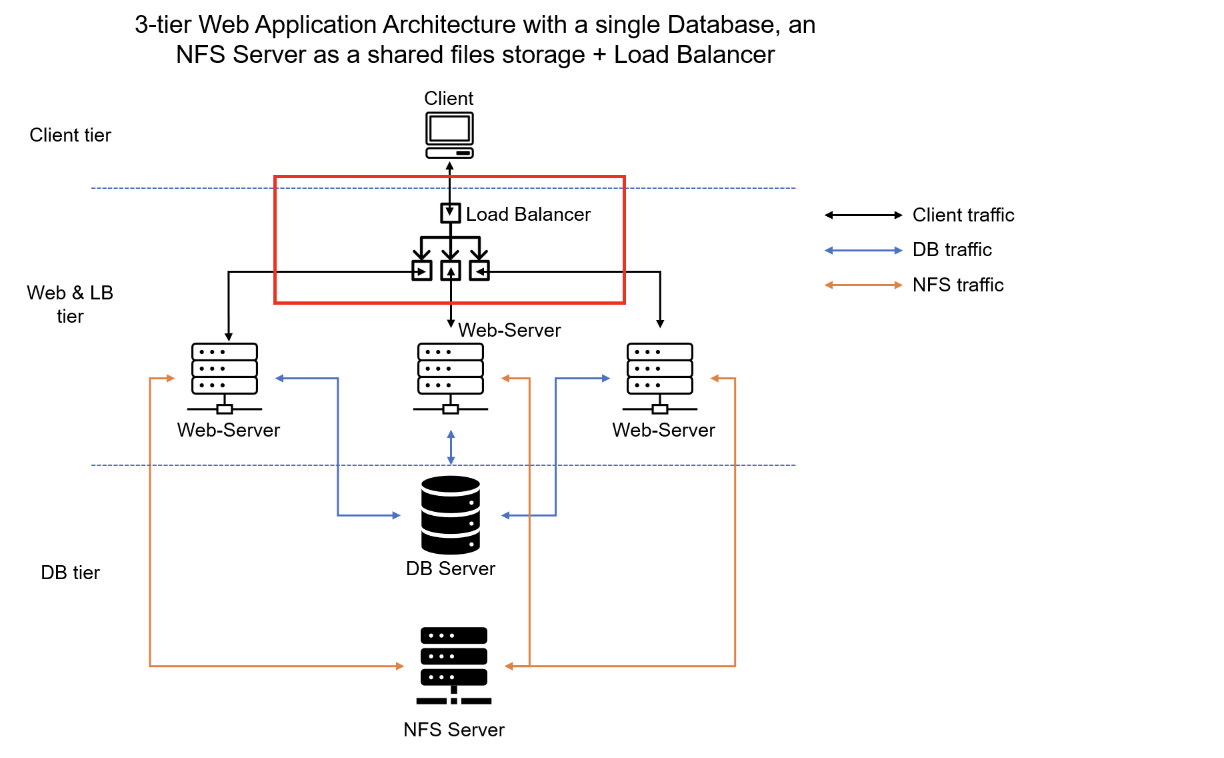 3-tier Web Application Architecture with a single Database, an
NFS Server as a shared files storage + Load Balancer
Client
Client tier
Load Balancer
Client traffic
DB traffic
NFS traffic
Web & LB
tier
Web-Server
Web-Server
Web-Server
DB Server
DB tier
NFS Server